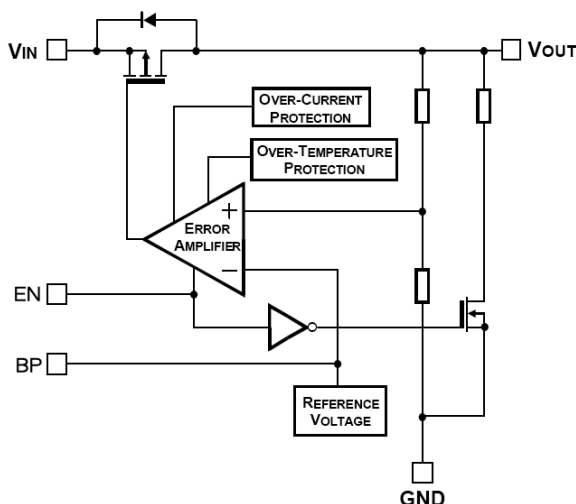 VIN
VOUT
OVER-CURRENT
PROTECTION
OVER-TEMPERATURE
PROTECTION
+
ERROR
AMPLIFIER
−
EN
BP
REFERENCE
VOLTAGE
GND